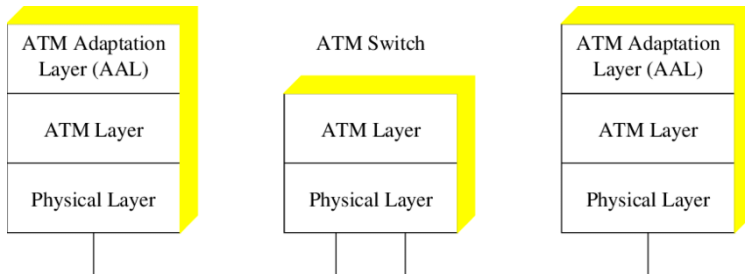 ATM Adaptation
Layer (AAL)
ATM Layer
Physical Layer
ATM Switch
ATM Layer
Physical Layer
ATM Adaptation
Layer (AAL)
ATM Layer
Physical Layer